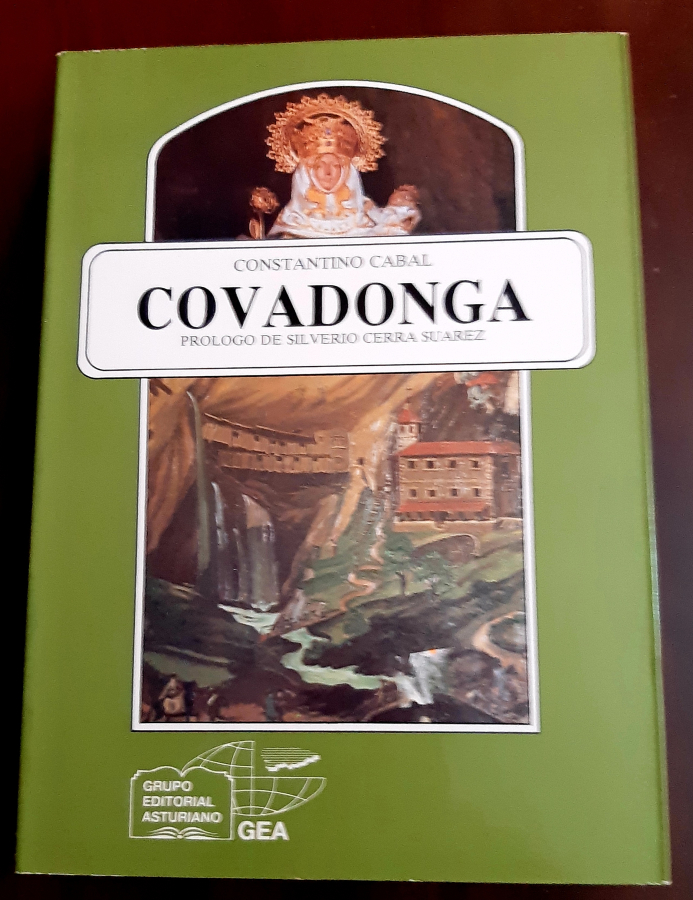 CONSTANTINO CABAL
COVADONGA
PROLOGO DE SILVERIO CERRA SUAREZ
GRUPO
EDITORIAL
ASTURIANO
GEA